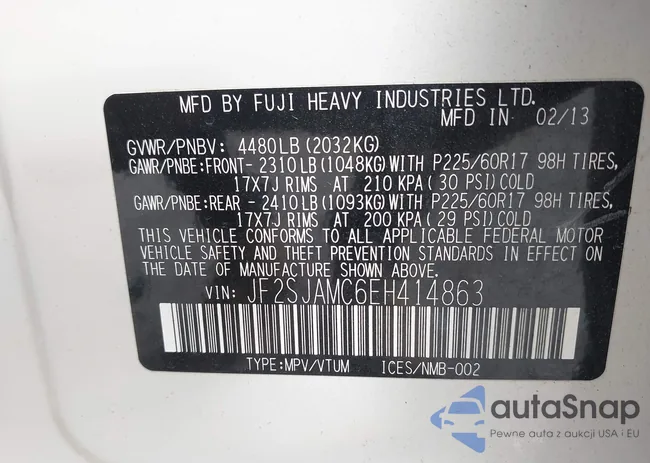 MFD BY FUJI HEAVY INDUSTRIES LTD.
MFD IN 02/13
GVWR/PNBV: 4480LB(2032KG)
GAWR/PNBE:FRONT-2310LB(1048KG)WITH P225/60R17 98H TIRES,
17X7J RIMS AT 210 KPA( 30 PSI)COLD
GAWR/PNBE:REAR -2410LB(1093KG)WITH P225/60R17 98H TIRES,
17X7J RIMS AT 200 KPA( 29 PSI)COLD
THIS VEHICLE CONFORMS TO ALL APPLICABLE FEDERAL MOTOR
VEHICLE SAFETY AND THEFT PREVENTION STANDARDS IN EFFECT ON
THE DATE OF MANUFACTURE SHOWN ABOVE.
VIN: JF2SJAMC6EH414863
TYPE:MPV/VTUM ICES/NMB-002
autoSnap
Pewne auta z aukcji USA i EU